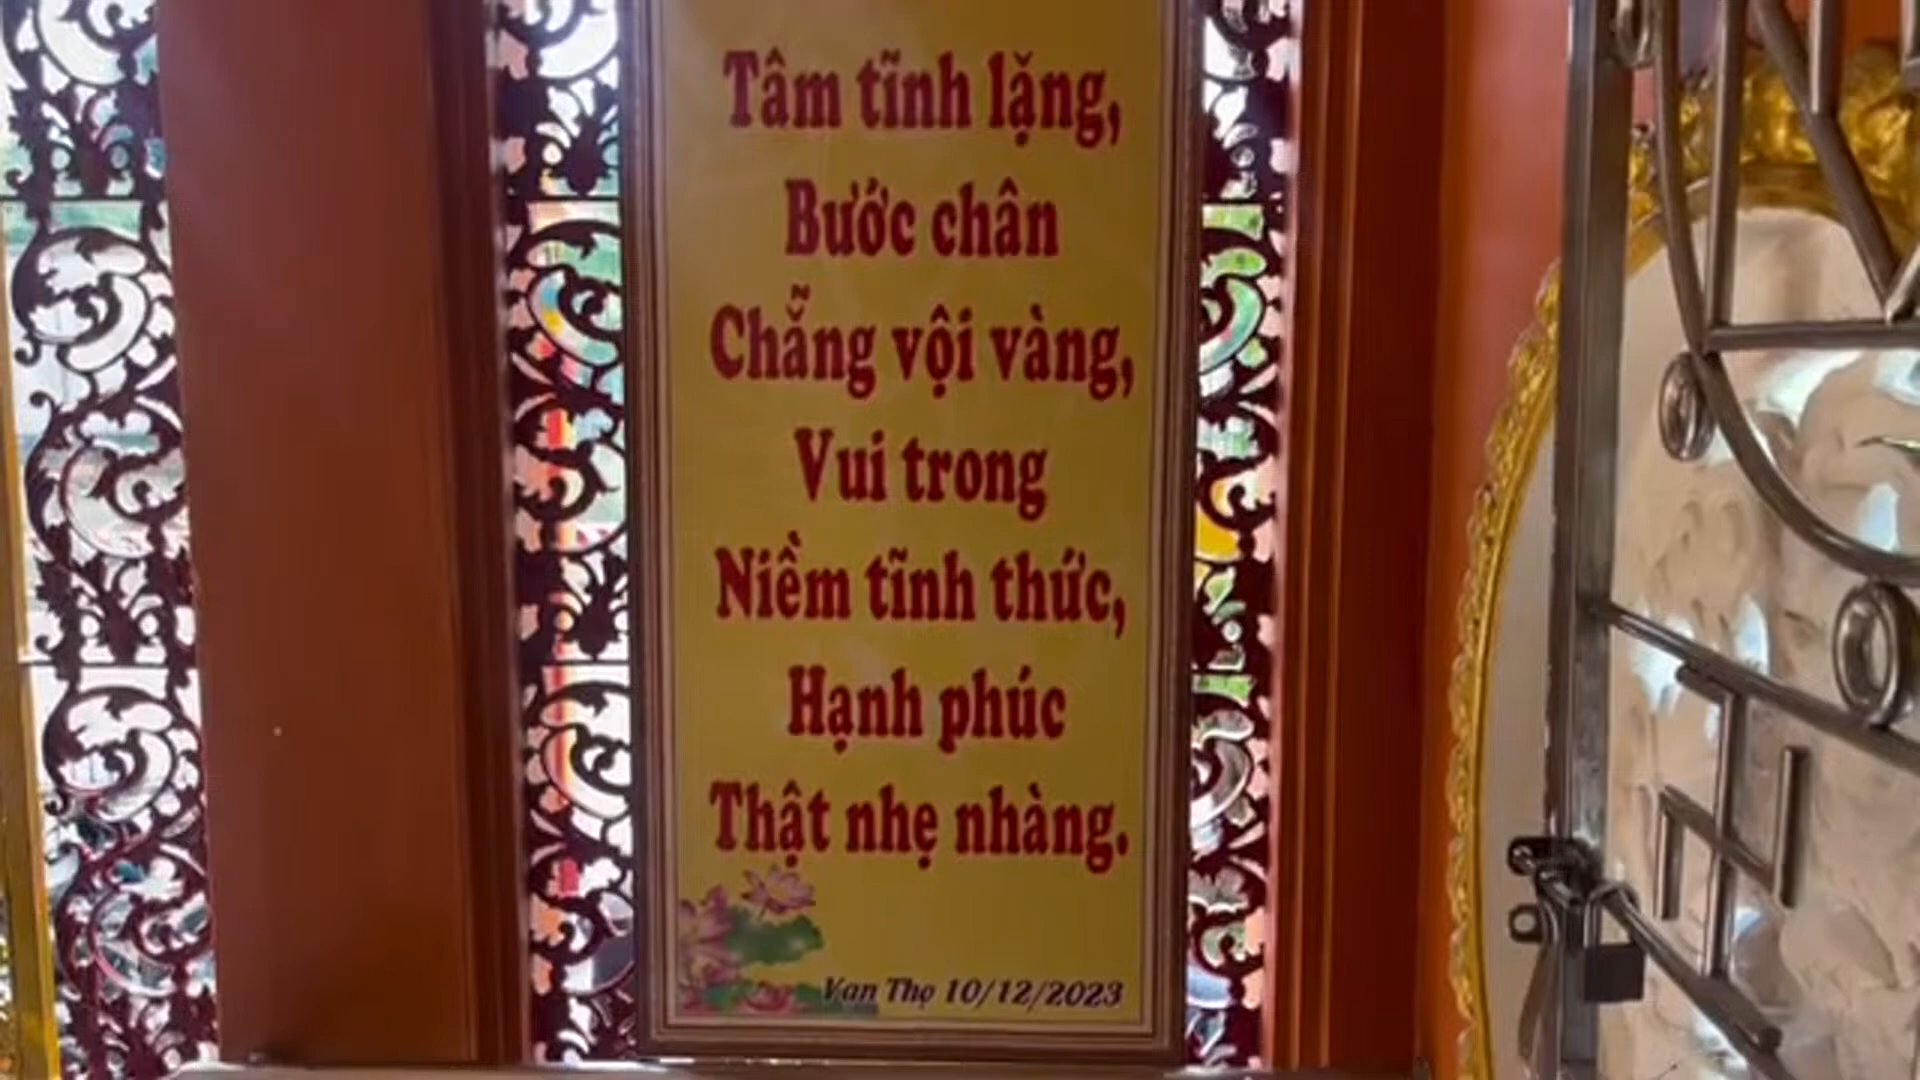 Tâm tĩnh lặng,
Bước chân
Chẵng vội vàng,
Vui trong
Niềm tĩnh thức,
Hạnh phúc
Thật nhẹ nhàng.
Vạn Thọ 10/12/2023